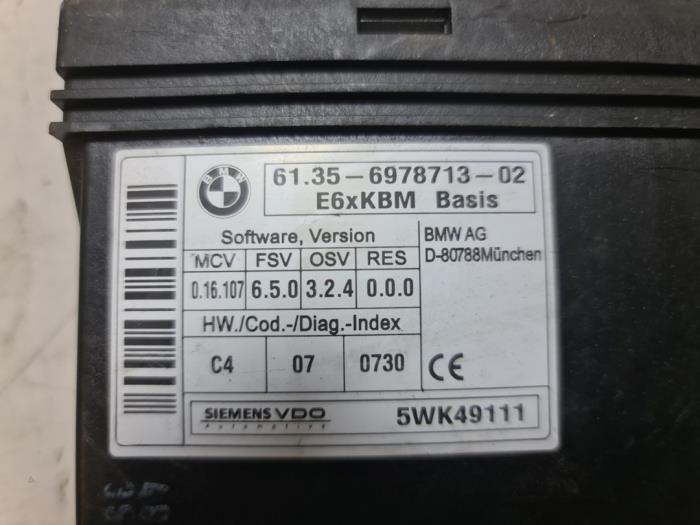 BMW
61.35-6978713-02
E6xKBM Basis
Software, Version
MCV FSV OSV RES
0.16.107 6.5.0 3.2.4 0.0.0
HW./Cod.-/Diag.-Index
C4 07 0730
BMW AG
D-80788München
CE
SIEMENS VDO
Automotive
5WK49111